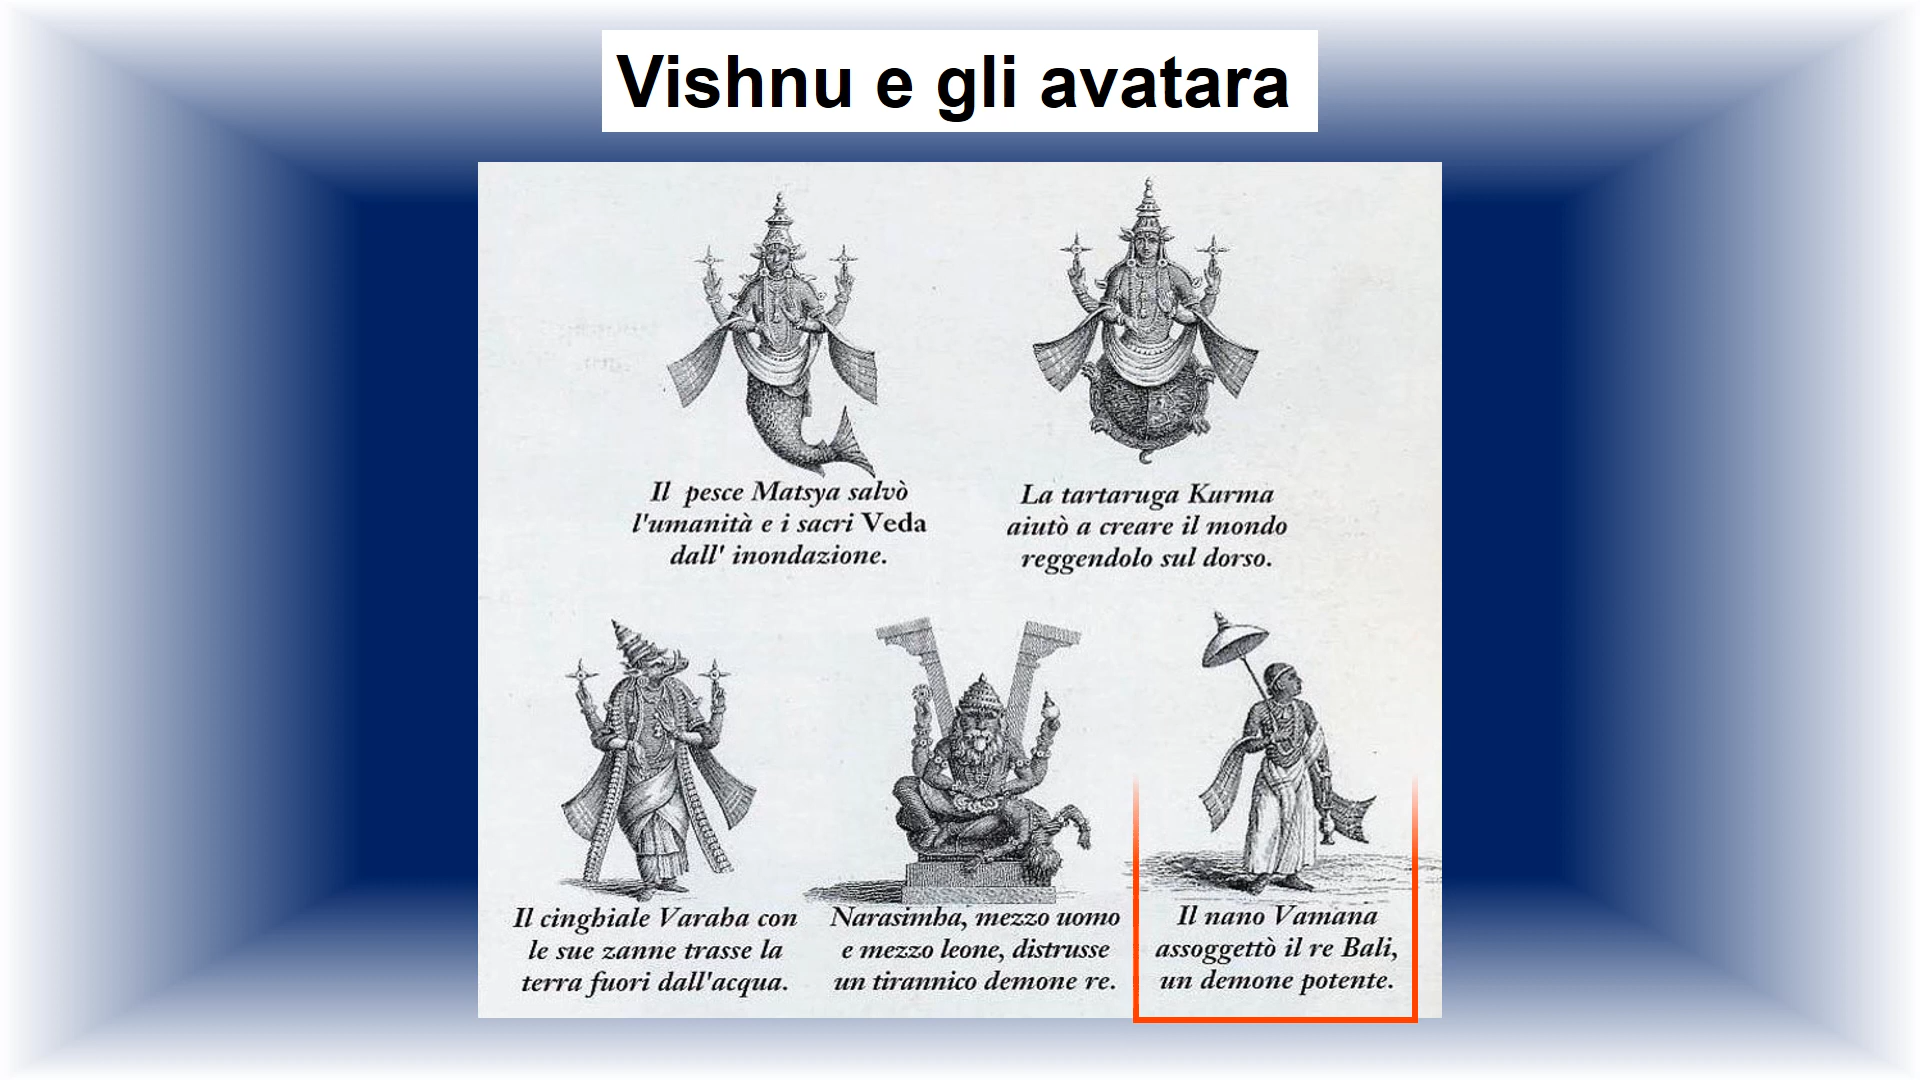 Vishnu e gli avatara
Il pesce Matsya salvò
l'umanità e i sacri Veda
dall' inondazione.
La tartaruga Kurma
aiutò a creare il mondo
reggendolo sul dorso.
Il cinghiale Varaha con
le sue zanne trasse la
terra fuori dall'acqua.
Narasimha, mezzo uomo
e mezzo leone, distrusse
un tirannico demone re.
Il nano Vamana
assoggettò il re Bali,
un demone potente.